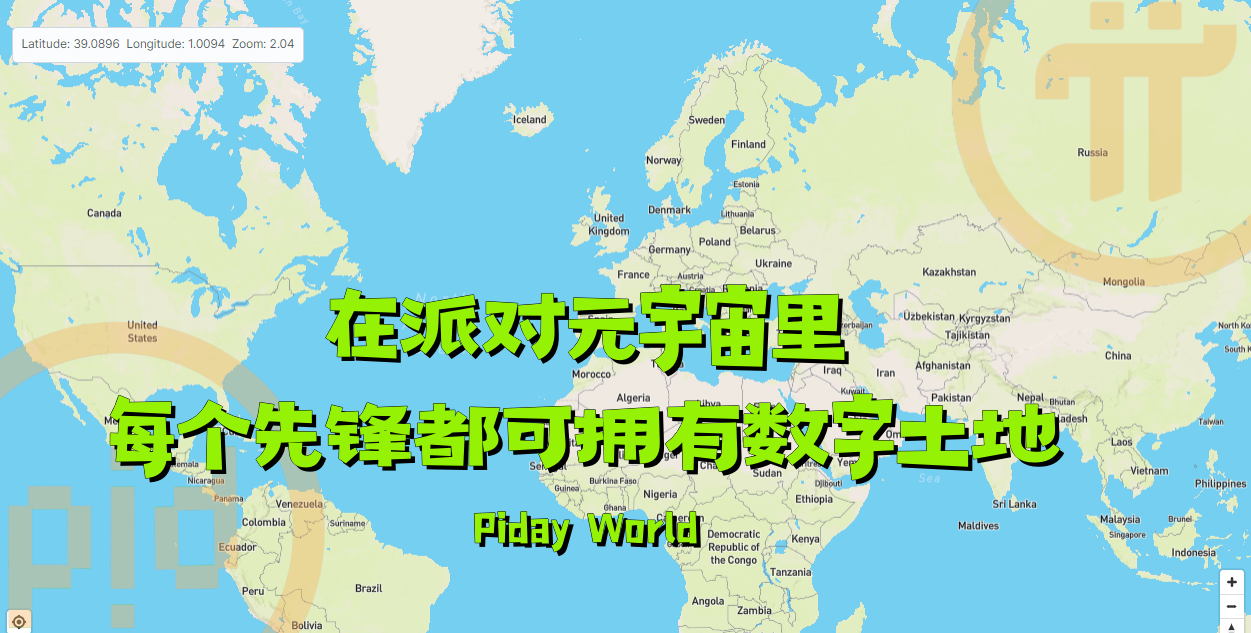 Latitude: 39.0896 Longitude: 1.0094 Zoom: 2.04
Iceland
Sweden
Finland
Norway
Russia
Estonia
Canada
United
Kingdom
Denmark
Lithuania
Belarus
Poland
Germany
Ukraine
France
Austria
Kazakhstan
Mongolia
在派对元宇宙里
United
States
Uzbekistan
Kyrgyzstan
Tajikistan
China
Morocco
Iraq
Iran
Afghanistan
Kuwait
Algeria
Pakistan
Nepal
Bhutan
每个先锋都可拥有数字土地
Taiwan
Laos
Vietnam
Nicaragua
Panama
Burkina Faso
Guinea
Nigeria
Sudan
Djibouti
Ethiopia
Sea
Philippines
Venezuela
Colombia
Suriname
Ghana
Sri Lanka
Maldives
Malaysia
Brunei
Singapore
Piday World
Ecuador
Democratic
Republic of
the Congo
Kenya
Indonesia
Tanzania
Peru
Brazil
Angola
Zambia
Bolivia